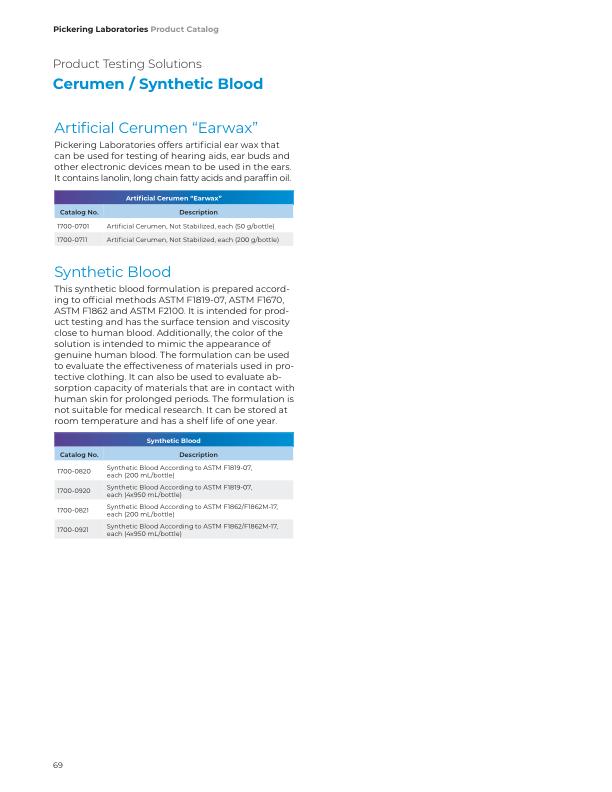 Pickering Laboratories Product Catalog
Product Testing Solutions
Cerumen / Synthetic Blood
Artificial Cerumen “Earwax”
Pickering Laboratories offers artificial ear wax that
can be used for testing of hearing aids, ear buds and
other electronic devices mean to be used in the ears.
It contains lanolin, long chain fatty acids and paraffin oil.
Artificial Cerumen “Earwax”
Catalog No. Description
1700-0701 Artificial Cerumen, Not Stabilized, each (50 g/bottle)
1700-0711 Artificial Cerumen, Not Stabilized, each (200 g/bottle)
Synthetic Blood
This synthetic blood formulation is prepared accord-
ing to official methods ASTM F1819-07, ASTM F1670,
ASTM F1862 and ASTM F2100. It is intended for prod-
uct testing and has the surface tension and viscosity
close to human blood. Additionally, the color of the
solution is intended to mimic the appearance of
genuine human blood. The formulation can be used
to evaluate the effectiveness of materials used in pro-
tective clothing. It can also be used to evaluate ab-
sorption capacity of materials that are in contact with
human skin for prolonged periods. The formulation is
not suitable for medical research. It can be stored at
room temperature and has a shelf life of one year.
Synthetic Blood
Catalog No. Description
1700-0820 Synthetic Blood According to ASTM F1819-07,
each (200 mL/bottle)
1700-0920 Synthetic Blood According to ASTM F1819-07,
each (4x950 mL/bottle)
1700-0821 Synthetic Blood According to ASTM F1862/F1862M-17,
each (200 mL/bottle)
1700-0921 Synthetic Blood According to ASTM F1862/F1862M-17,
each (4x950 mL/bottle)
69